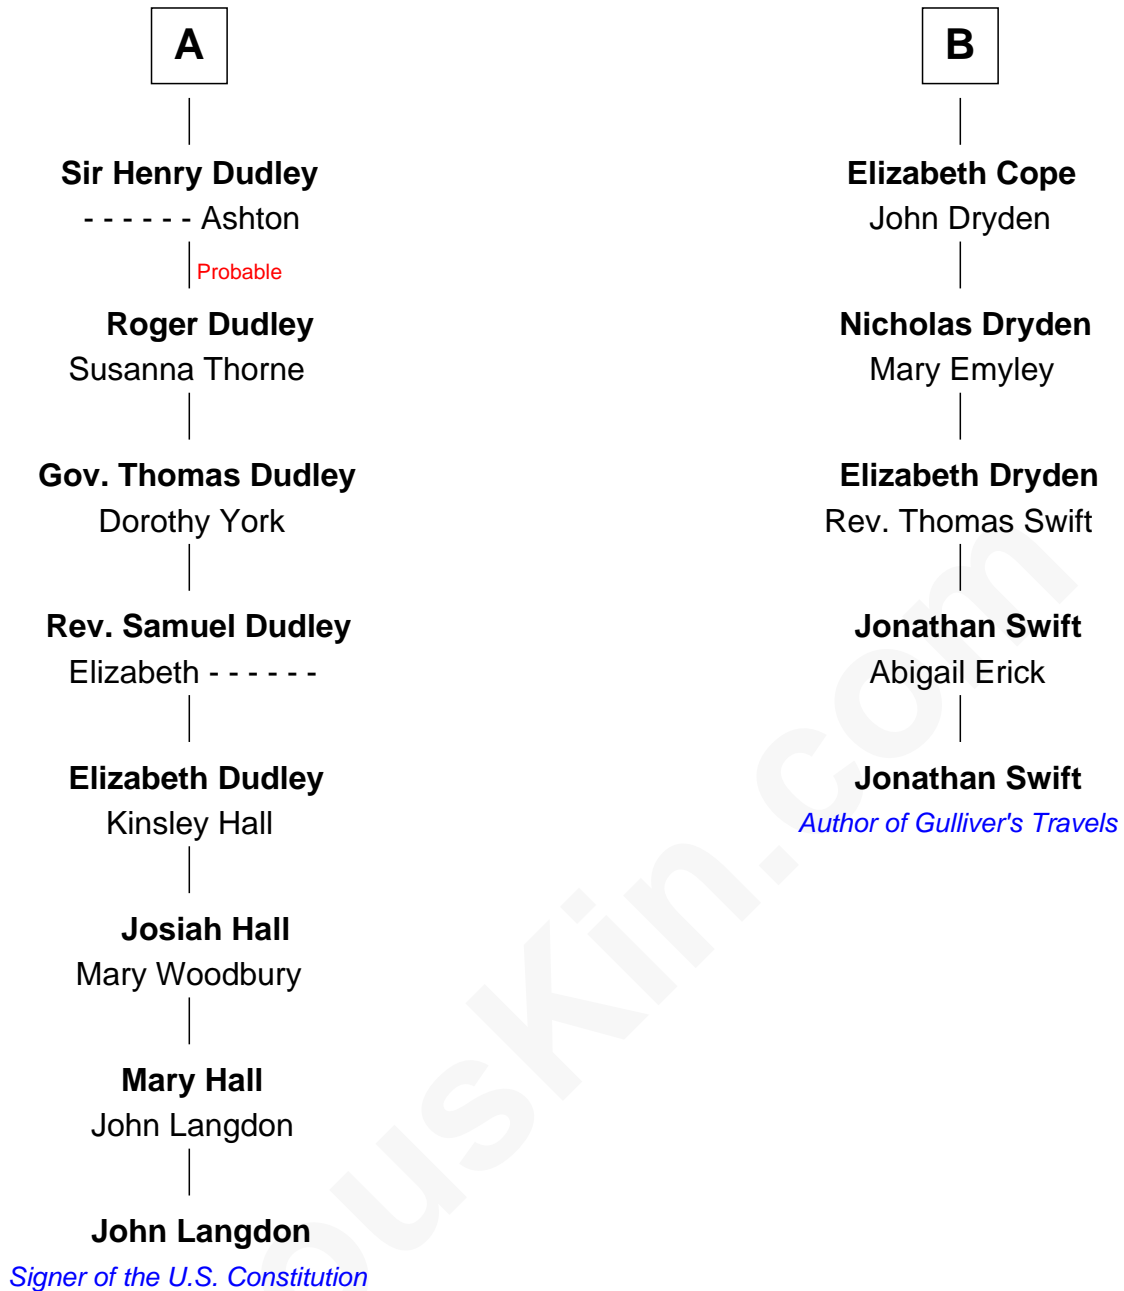 A
Sir Henry Dudley
- - - - - - Ashton
Probable
Roger Dudley
Susanna Thorne
Gov. Thomas Dudley
Dorothy York
Rev. Samuel Dudley
Elizabeth - - - - - -
Elizabeth Dudley
Kinsley Hall
Josiah Hall
Mary Woodbury
Mary Hall
John Langdon
John Langdon
Signer of the U.S. Constitution
B
Elizabeth Cope
John Dryden
Nicholas Dryden
Mary Emyley
Elizabeth Dryden
Rev. Thomas Swift
Jonathan Swift
Abigail Erick
Jonathan Swift
Author of Gulliver's Travels
ousKin.com